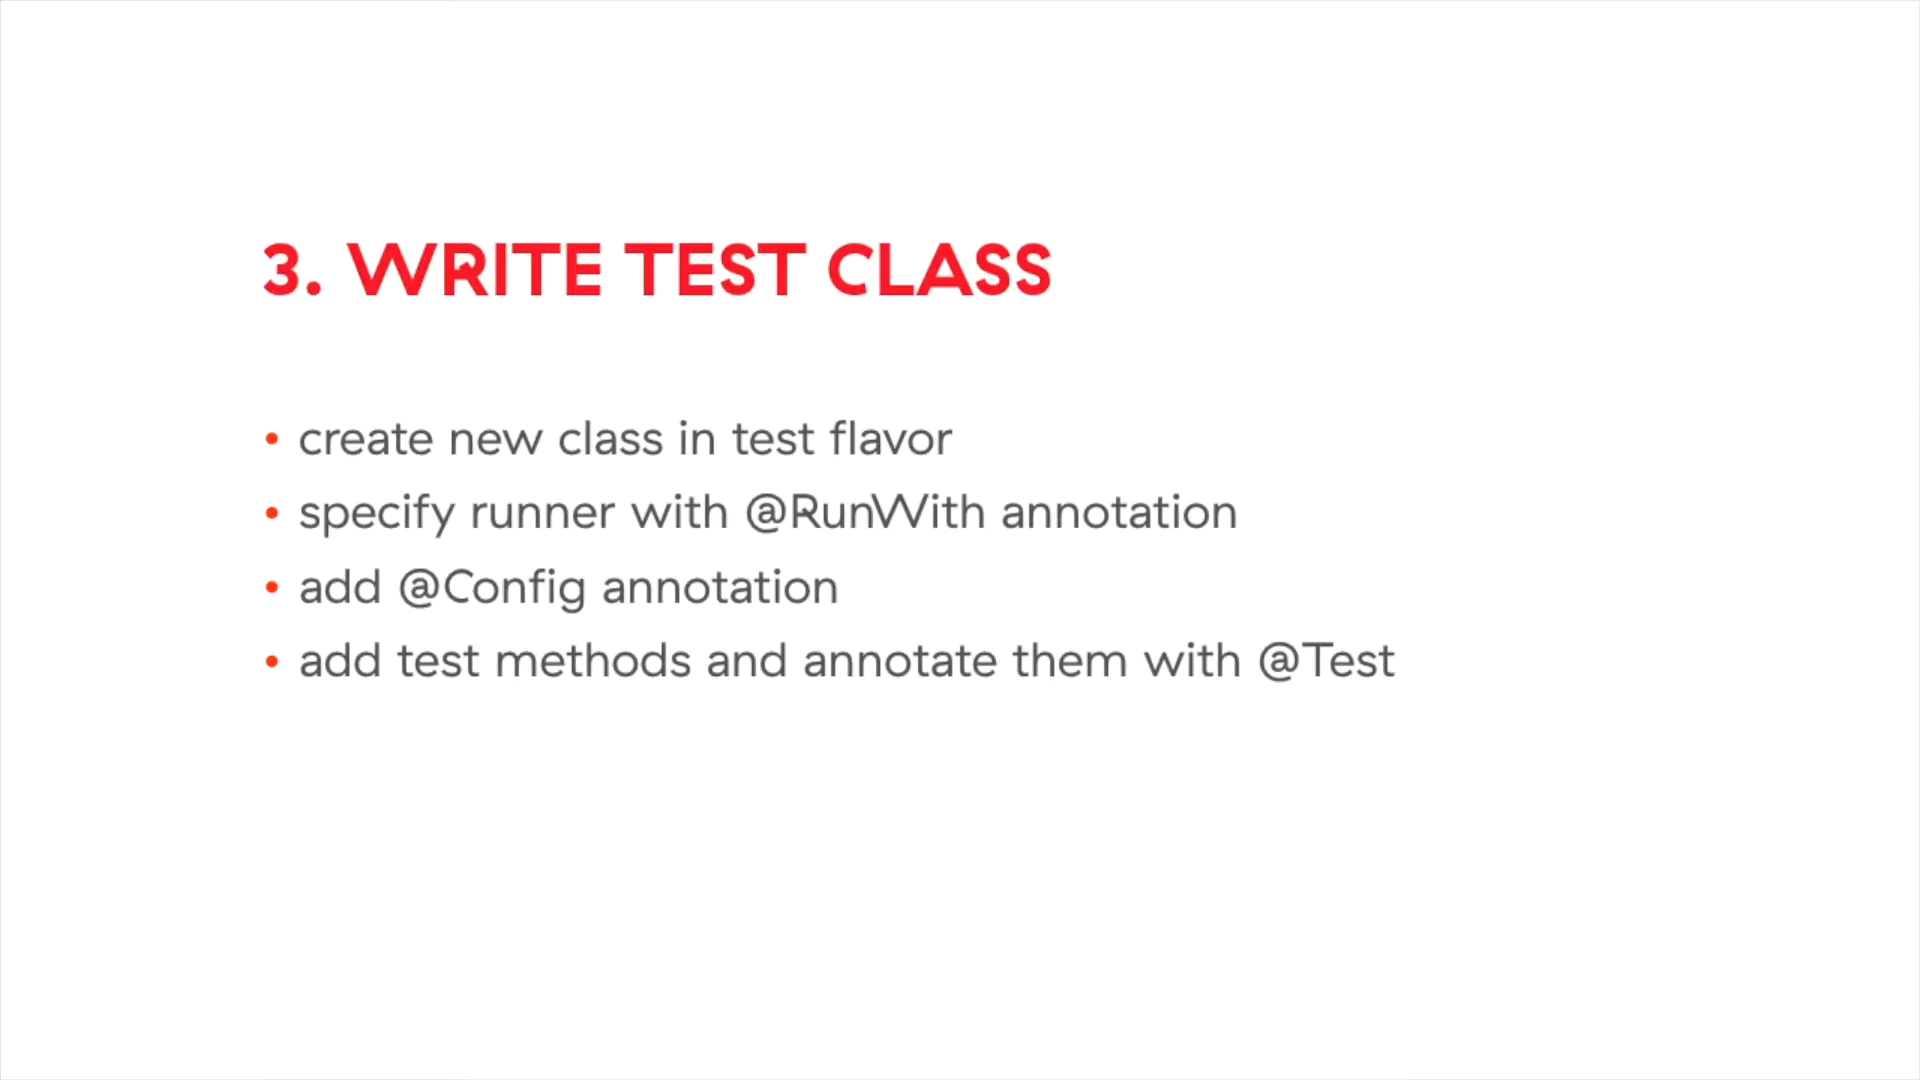 3. WRITE TEST CLASS
• create new class in test flavor
• specify runner with @RunWith annotation
• add @Config annotation
• add test methods and annotate them with @Test